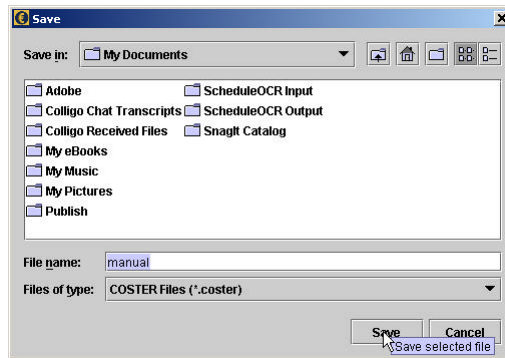 Save
Save in: My Documents
Adobe ScheduleOCR Input
Colligo Chat Transcripts ScheduleOCR Output
Colligo Received Files SnagIt Catalog
My eBooks
My Music
My Pictures
Publish
File name: manual
Files of type: COSTER Files (*.coster)
Save Cancel
Save selected file